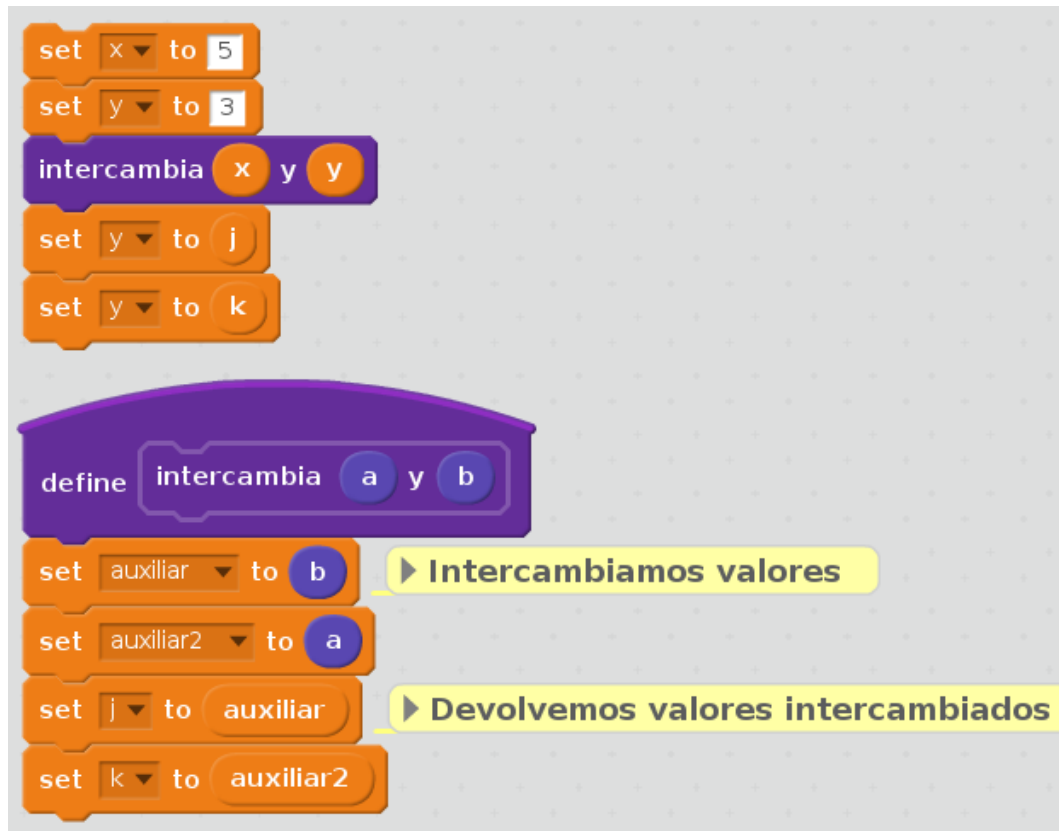 set x to 5
set y to 3
intercambia x y y
set y to j
set y to k
define intercambia a y b
set auxiliar to b
Intercambiamos valores
set auxiliar2 to a
set j to auxiliar
Devolvemos valores intercambiados
set k to auxiliar2